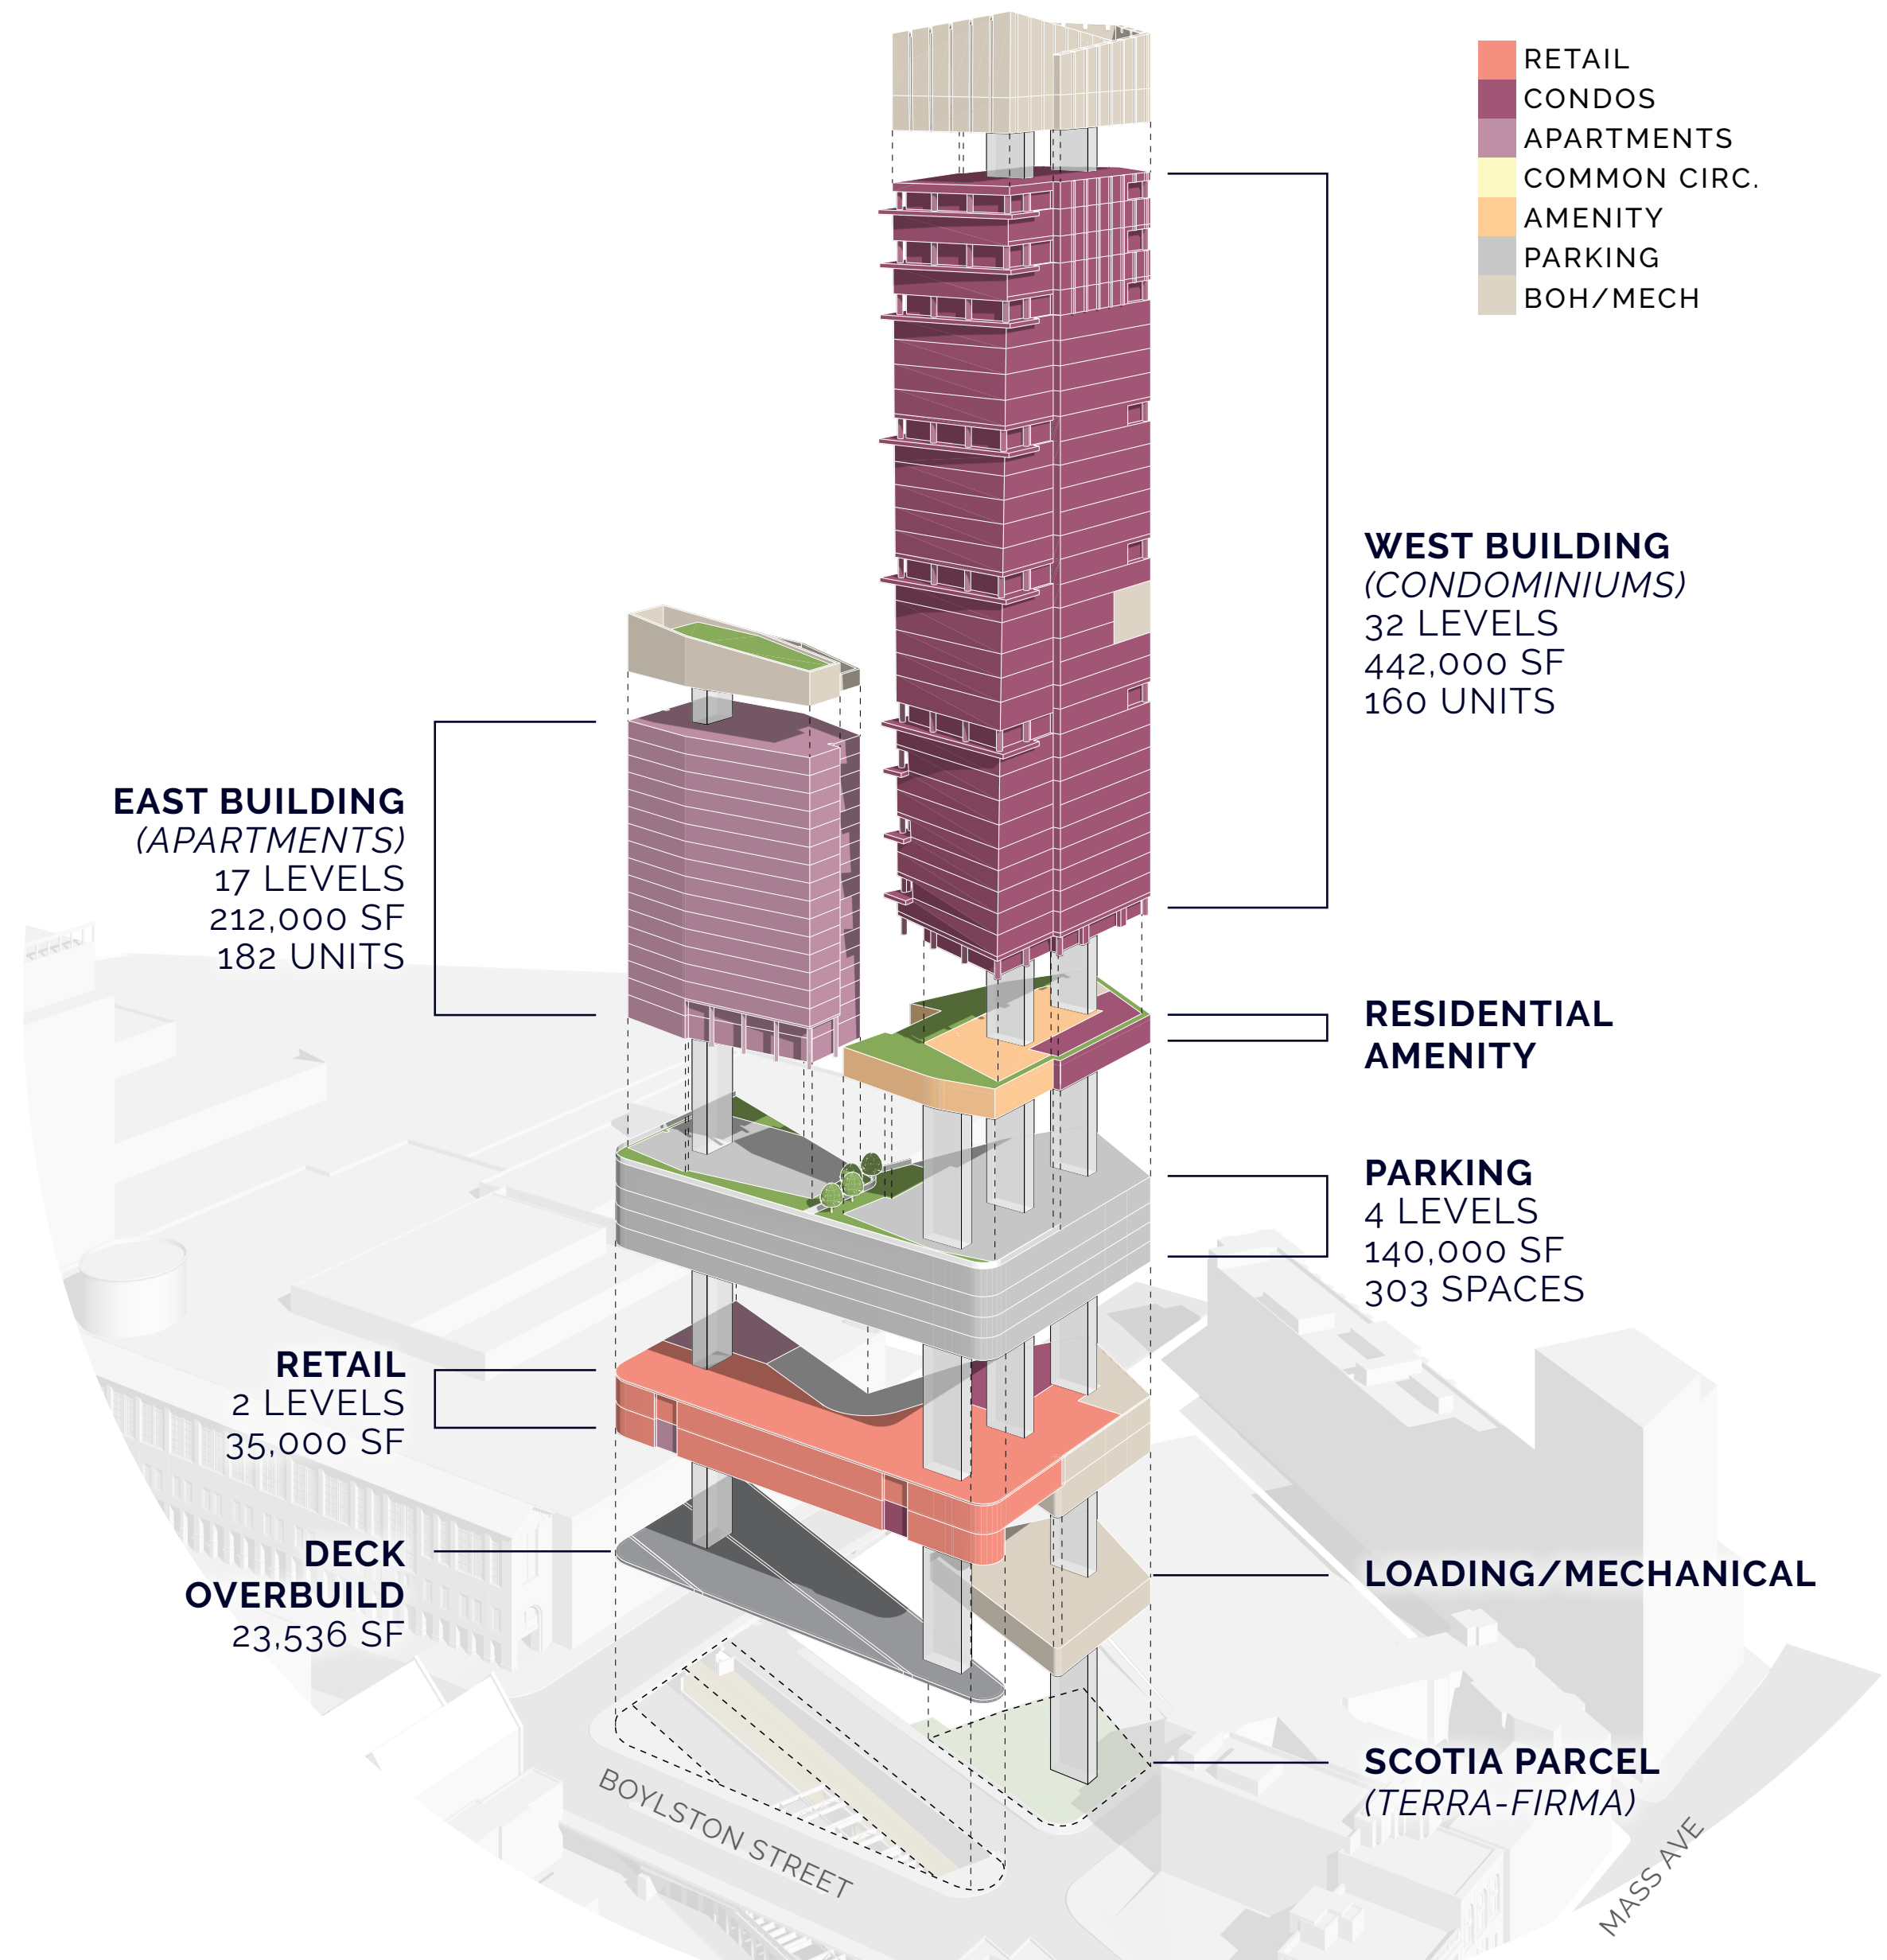 RETAIL
CONDOS
APARTMENTS
COMMON CIRC.
AMENITY
PARKING
BOH/MECH
WEST BUILDING
(CONDOMINIUMS)
32 LEVELS
442,000 SF
160 UNITS
EAST BUILDING
(APARTMENTS)
17 LEVELS
212,000 SF
182 UNITS
RESIDENTIAL
AMENITY
PARKING
4 LEVELS
140,000 SF
303 SPACES
RETAIL
2 LEVELS
35,000 SF
DECK
OVERBUILD
23,536 SF
LOADING/MECHANICAL
SCOTIA PARCEL
(TERRA-FIRMA)
BOYLSTON STREET
MASS AVE